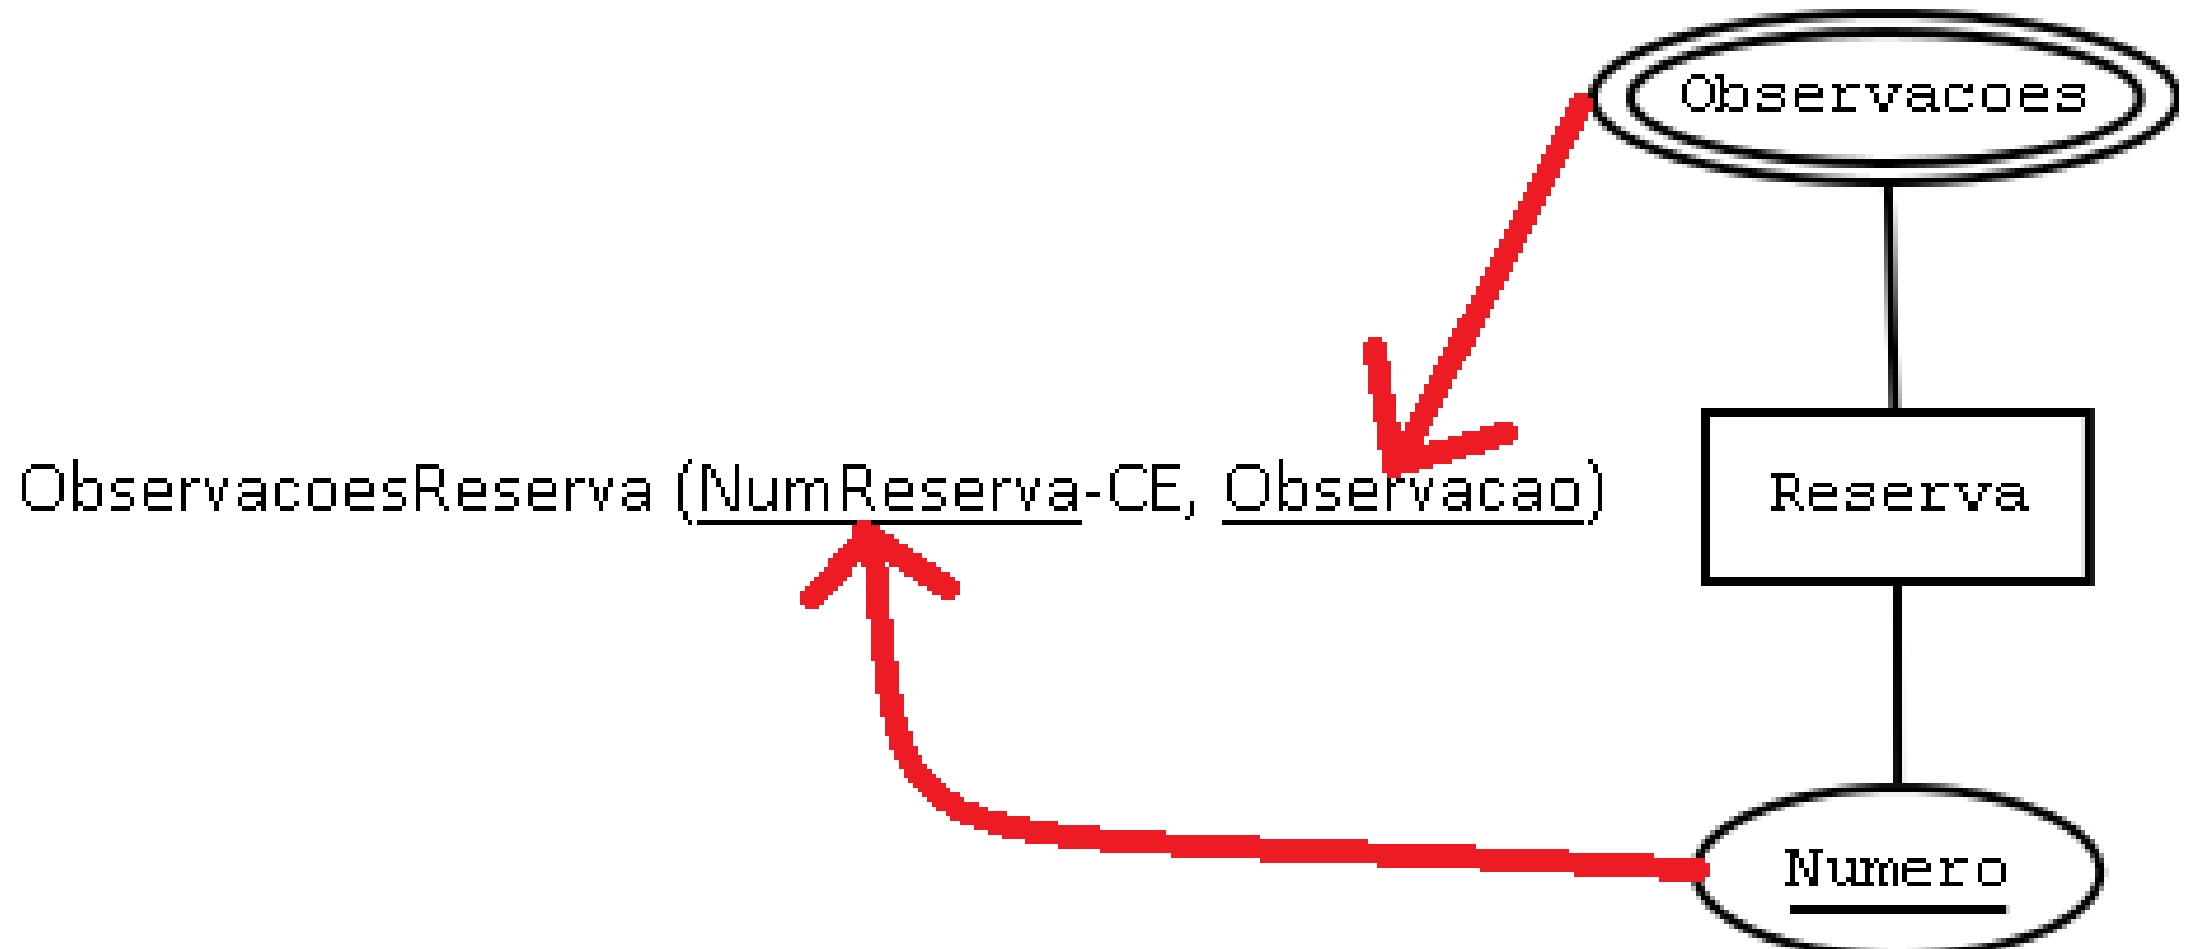 Observacoes
ObservacoesReserva (NumReserva-CE, Observacao)
Reserva
Numero